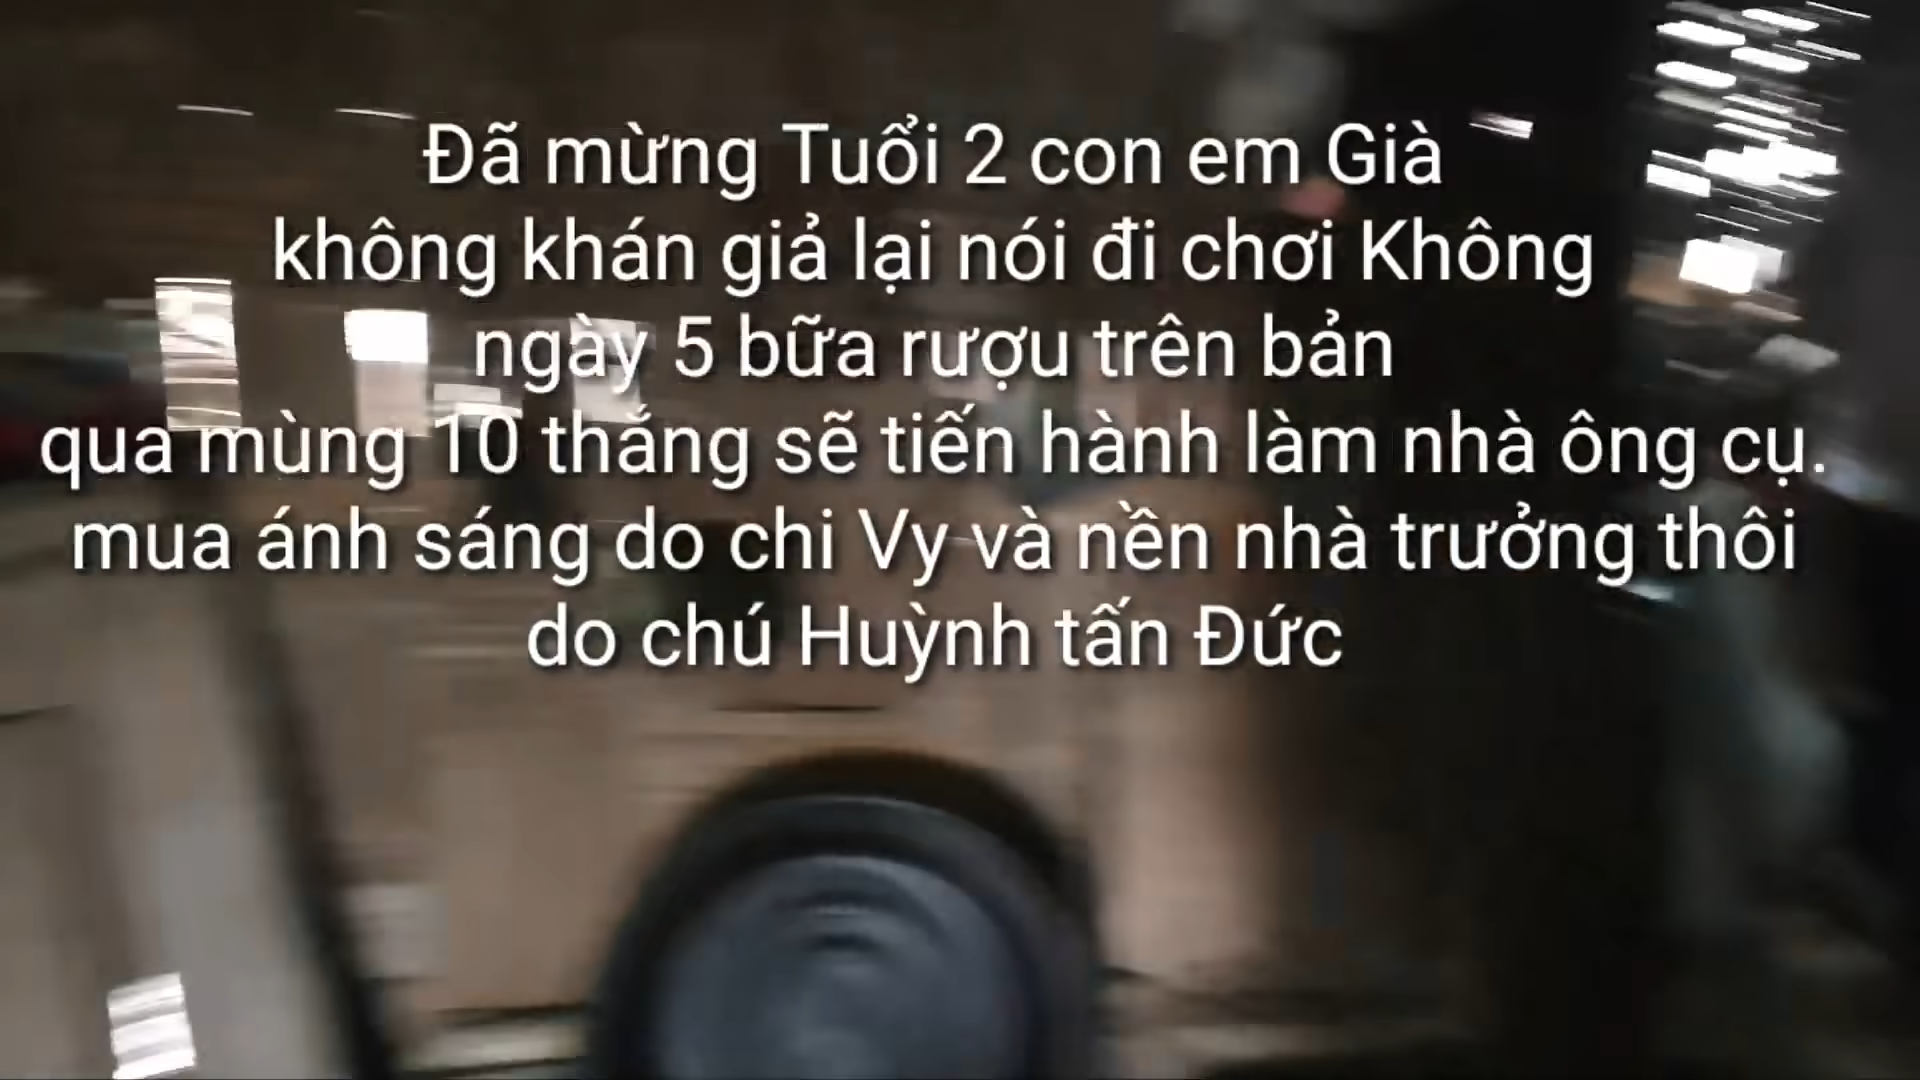 Đã mừng Tuổi 2 con em Già
không khán giả lại nói đi chơi Không
ngày 5 bữa rượu trên bản
qua mùng 10 thắng sẽ tiến hành làm nhà ông cụ.
mua ánh sáng do chi Vy và nền nhà trưởng thôi
do chú Huỳnh tấn Đức